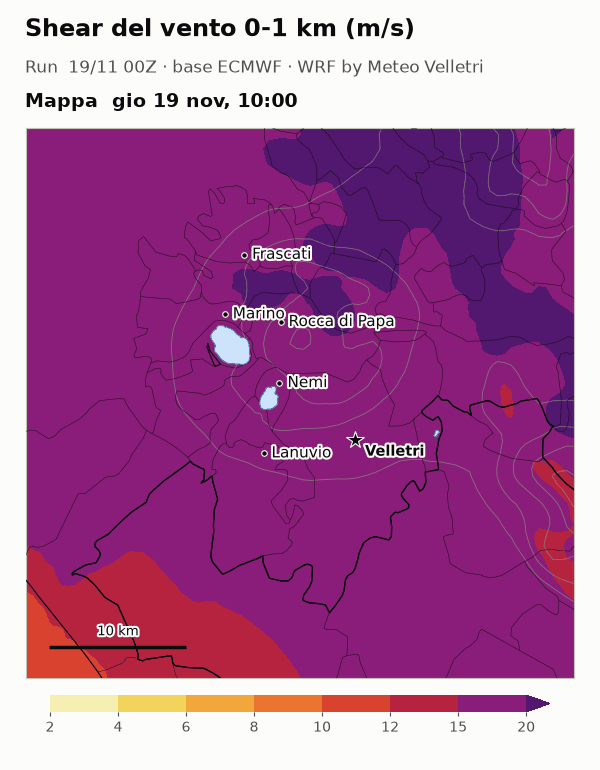 Shear del vento 0-1 km (m/s)
Run  19/11 00Z · base ECMWF · WRF by Meteo Velletri
Mappa  gio 19 nov, 10:00
Frascati
Marino
Rocca di Papa
Nemi
Velletri
Lanuvio
10 km
2 4 6 8 10 12 15 20